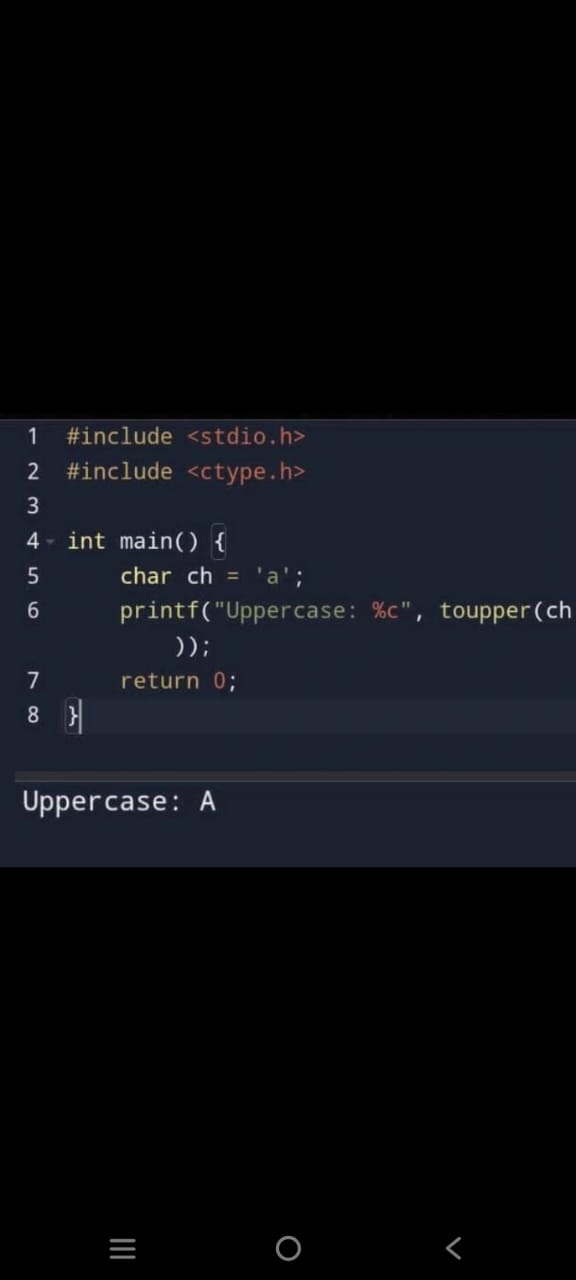 1 #include <stdio.h>
2 #include <ctype.h>
3
4 int main() {
5     char ch = 'a';
6     printf("Uppercase: %c", toupper(ch
));
7     return 0;
8 }
Uppercase: A